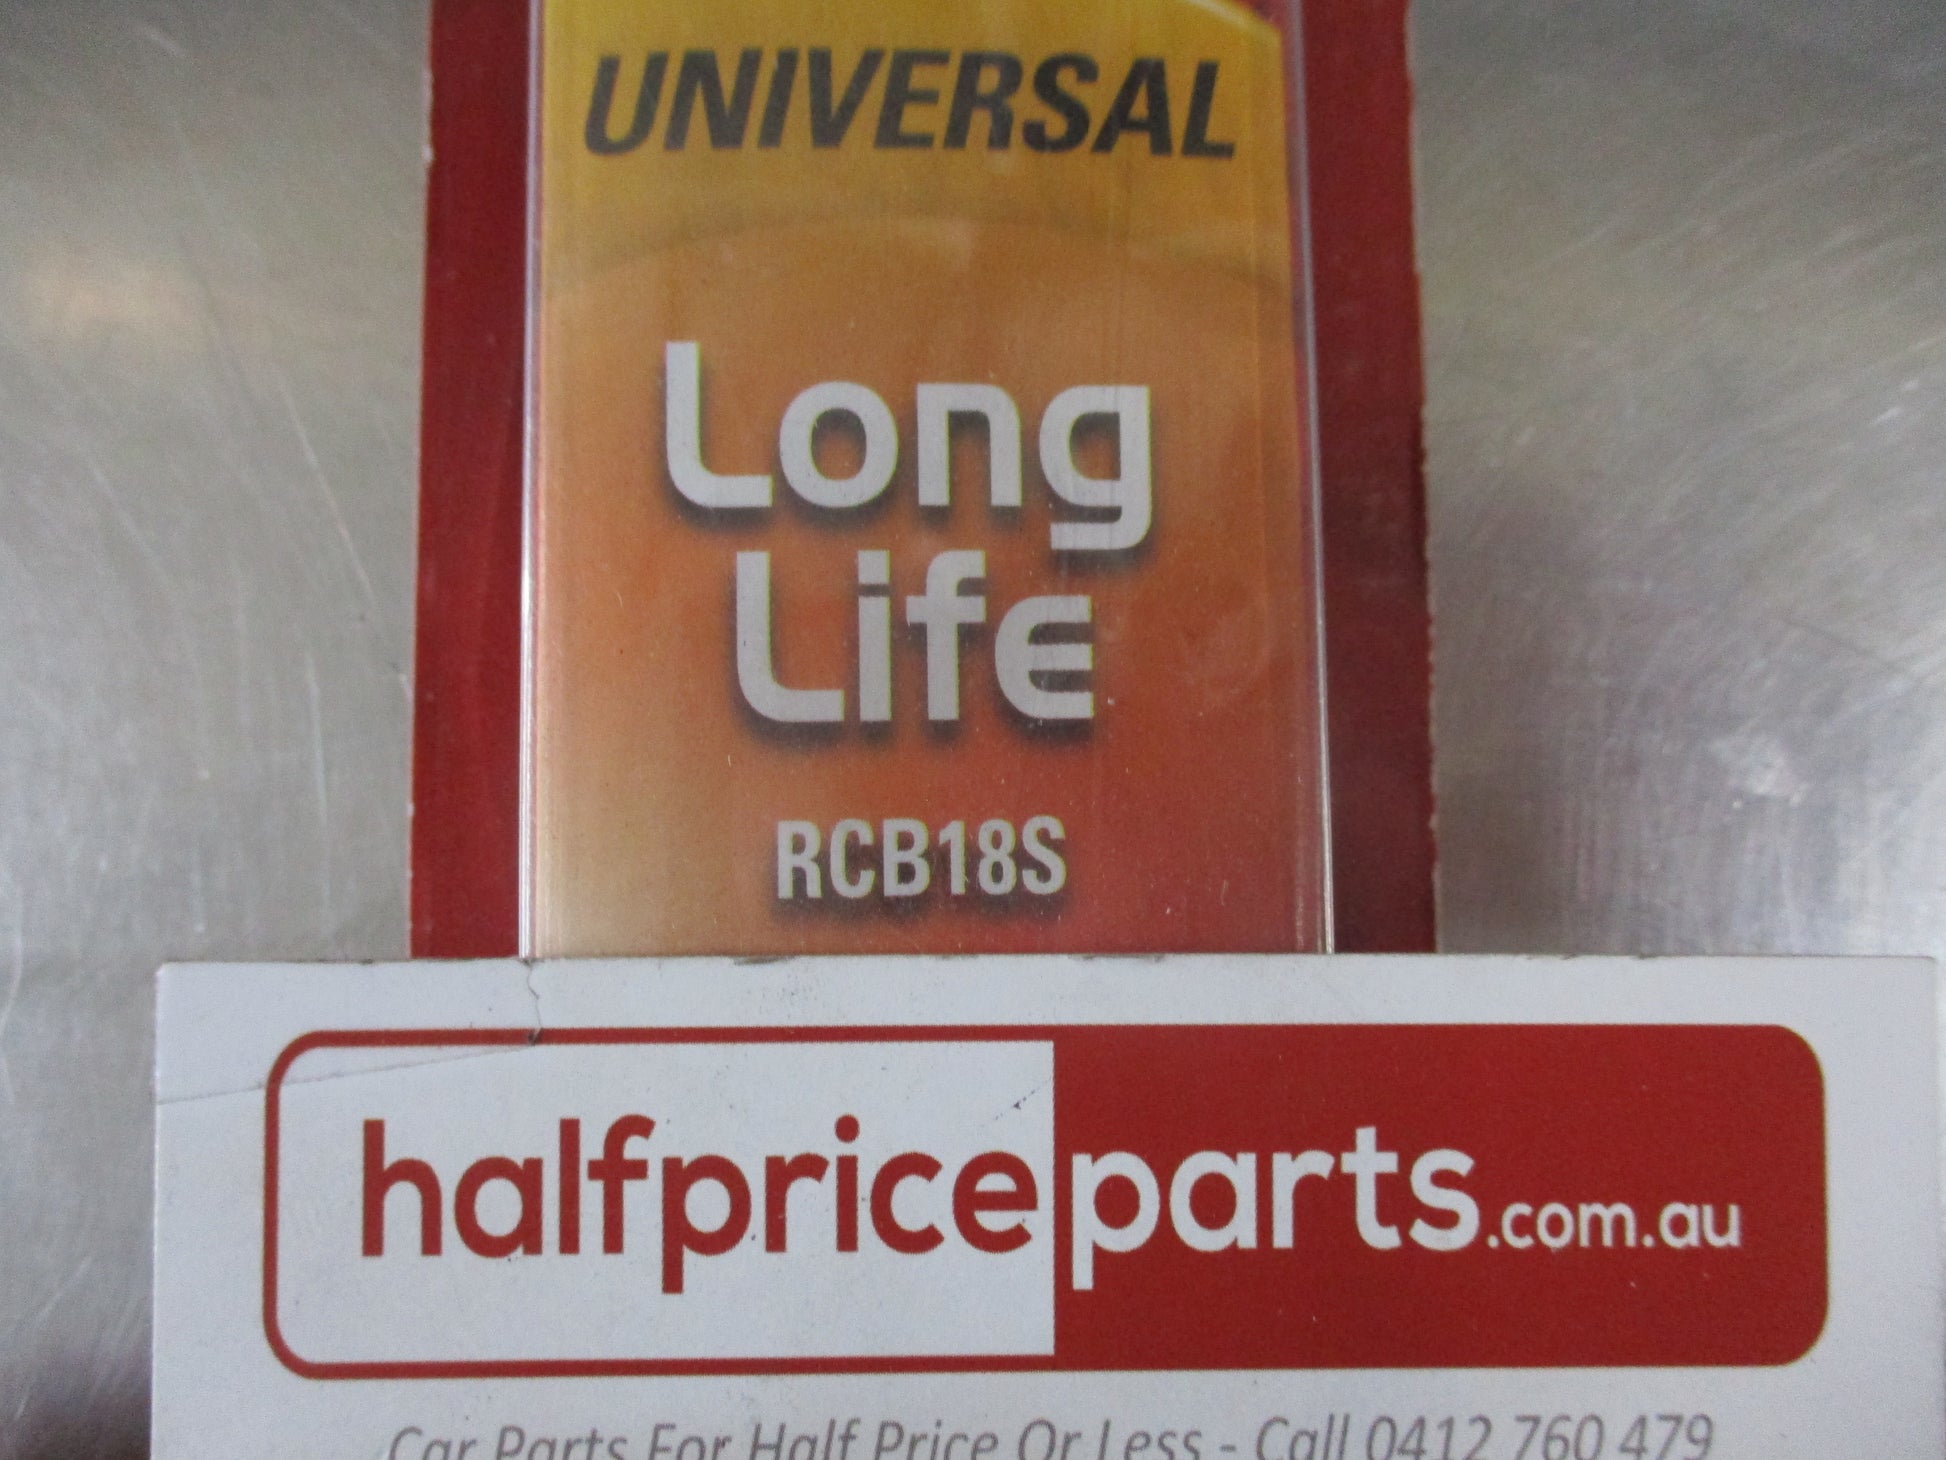 UNIVERSAL
Long
Life
RCB18S
halfpriceparts.com.au
Car Parts For Half Price Or Less - Call 0412 760 479